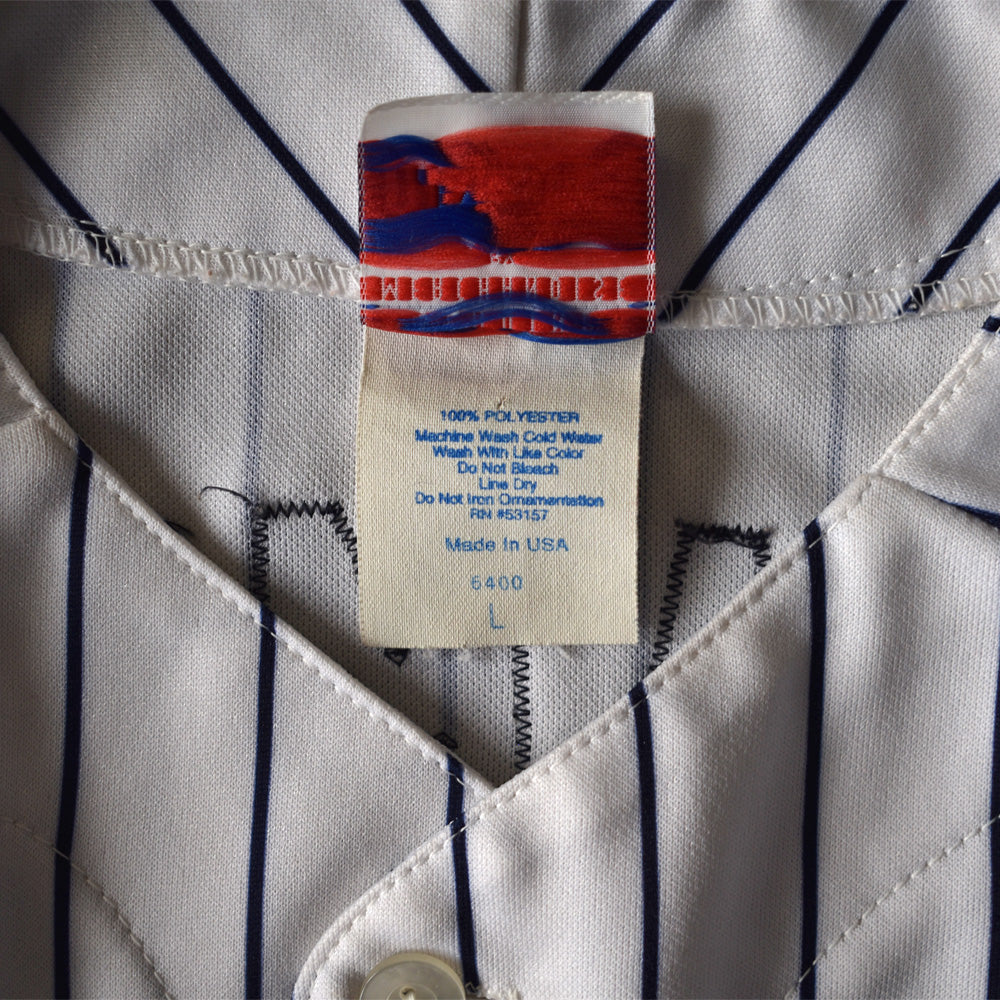 100% POLYESTER
Machine Wash Cold Water
Wash With Like Color
Do Not Bleach
Line Dry
Do Not Iron Ornamentation
RN #53157
Made In USA
6400
L